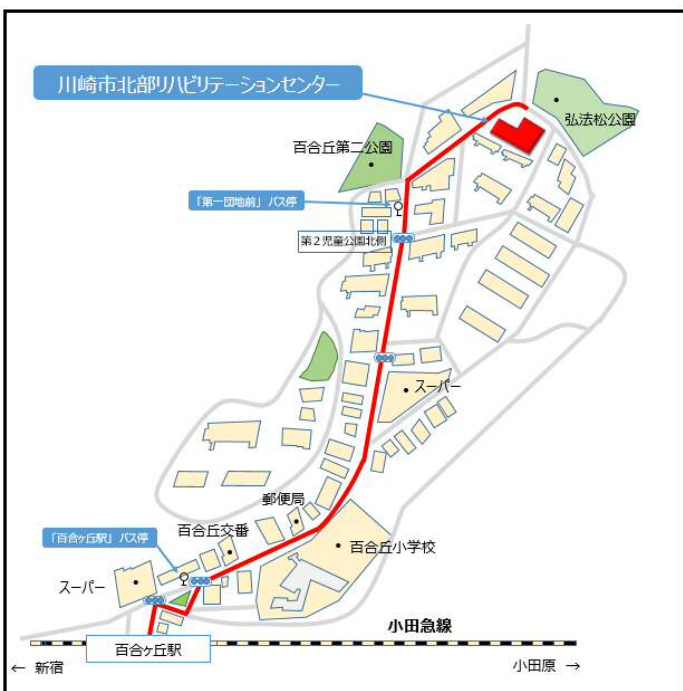 川崎市北部リハビリテーションセンター
弘法松公園
百合丘第二公園
「第一団地前」バス停
第2児童公園北側
スーパー
郵便局
百合丘交番
「百合ヶ丘駅」バス停
百合丘小学校
スーパー
小田急線
百合ヶ丘駅
← 新宿
小田原 →